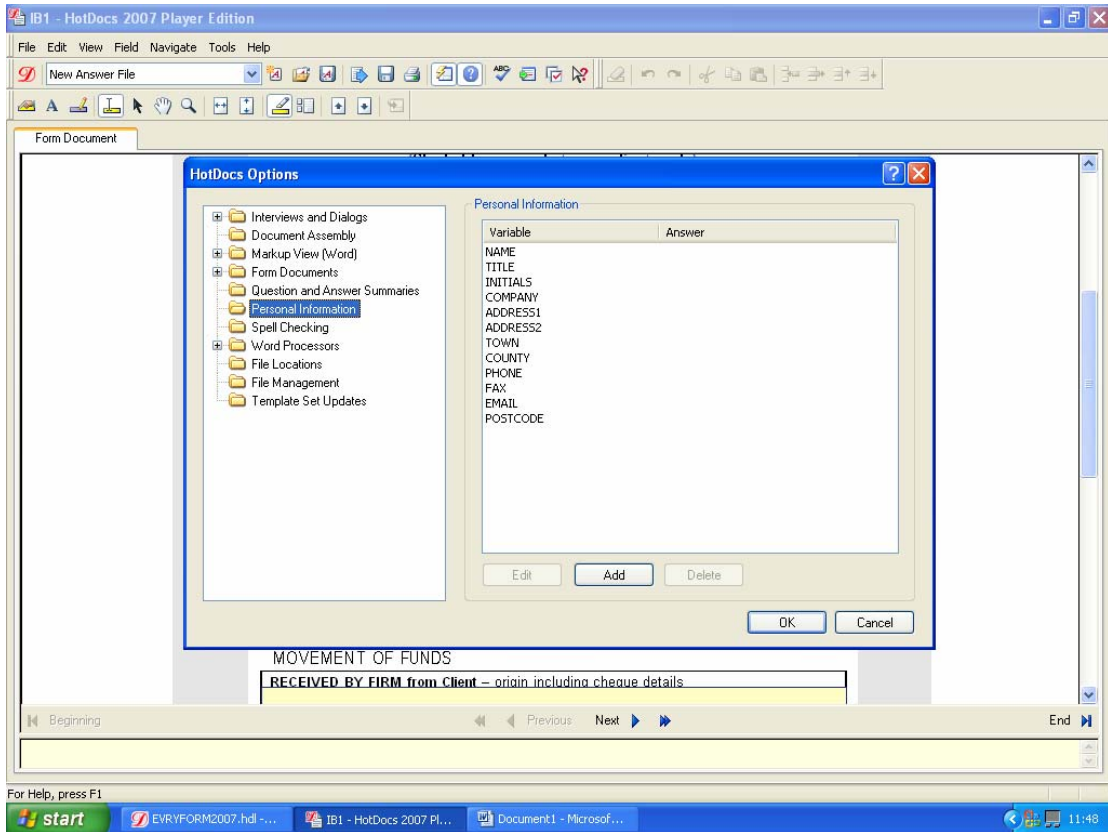 IB1 - HotDocs 2007 Player Edition
File Edit View Field Navigate Tools Help
New Answer File
Form Document
HotDocs Options
Interviews and Dialogs
Document Assembly
Markup View (Word)
Form Documents
Question and Answer Summaries
Personal Information
Spell Checking
Word Processors
File Locations
File Management
Template Set Updates
Personal Information
Variable Answer
NAME
TITLE
INITIALS
COMPANY
ADDRESS1
ADDRESS2
TOWN
COUNTY
PHONE
FAX
EMAIL
POSTCODE
Edit Add Delete
OK Cancel
MOVEMENT OF FUNDS
RECEIVED BY FIRM from Client – origin including cheque details
Beginning Previous Next End
For Help, press F1
start EVRYFORM2007.hdl -... IB1 - HotDocs 2007 Pl... Document1 - Microsof... 11:48